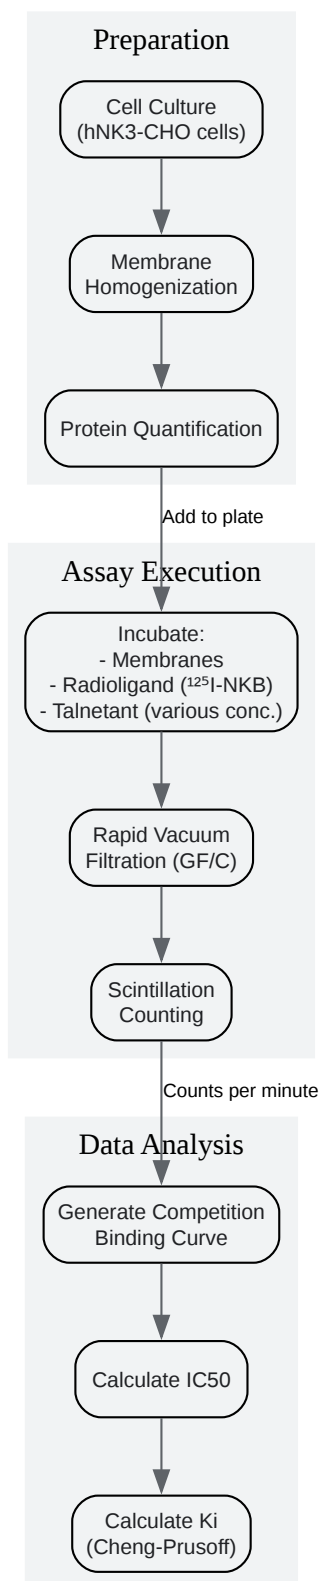 Preparation
Cell Culture
(hNK3-CHO cells)
Membrane
Homogenization
Protein Quantification
Add to plate
Assay Execution
Incubate:
- Membranes
- Radioligand (¹²⁵I-NKB)
- Talnetant (various conc.)
Rapid Vacuum
Filtration (GF/C)
Scintillation
Counting
Counts per minute
Data Analysis
Generate Competition
Binding Curve
Calculate IC50
Calculate Ki
(Cheng-Prusoff)